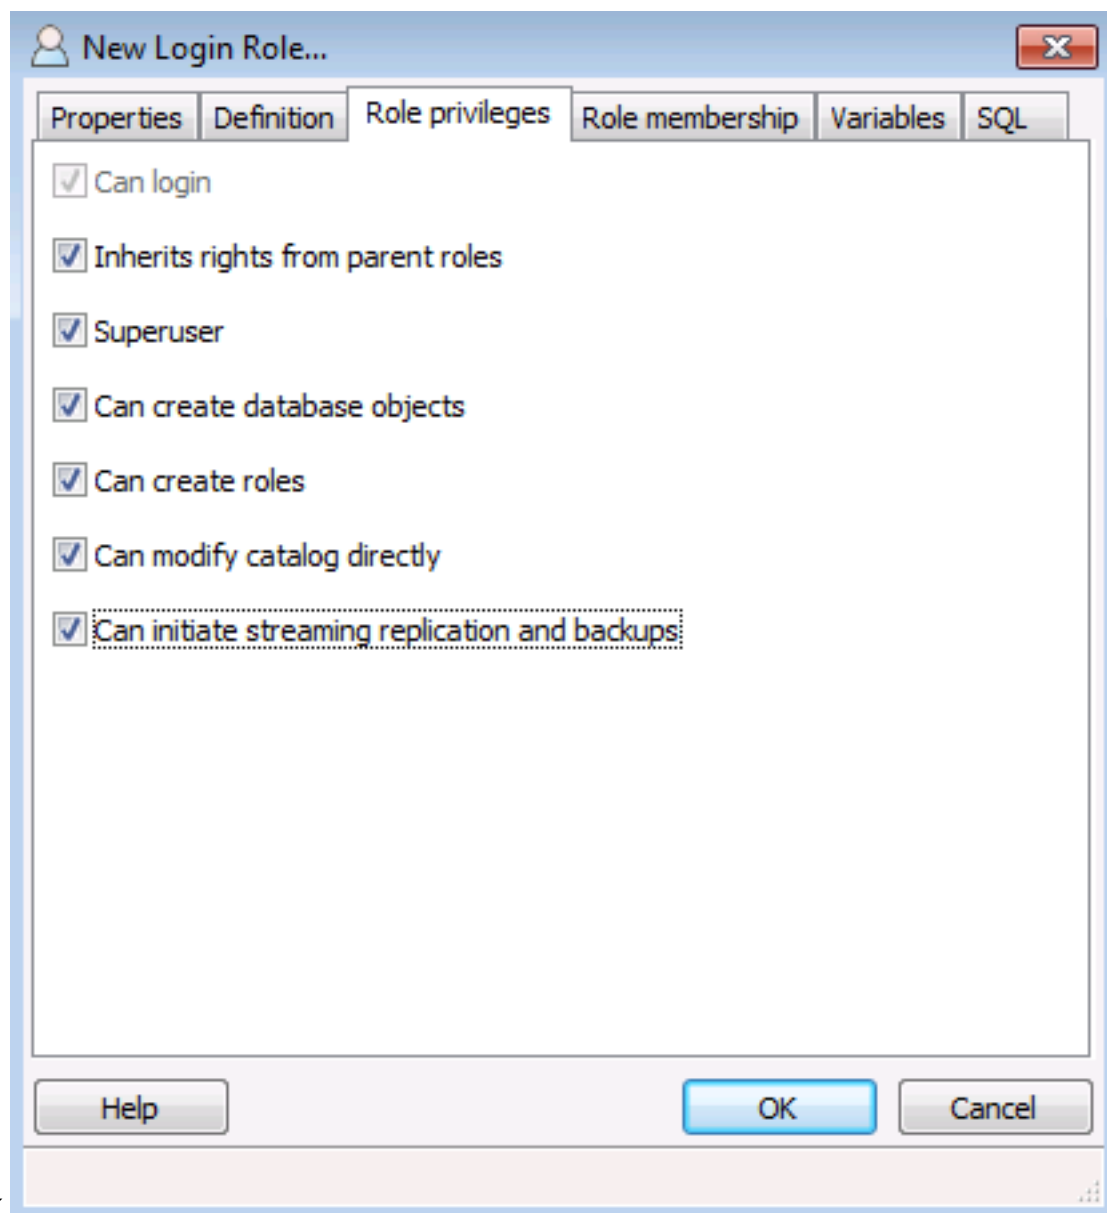 New Login Role...
Properties Definition Role privileges Role membership Variables SQL
Can login
Inherits rights from parent roles
Superuser
Can create database objects
Can create roles
Can modify catalog directly
Can initiate streaming replication and backups
Help OK Cancel